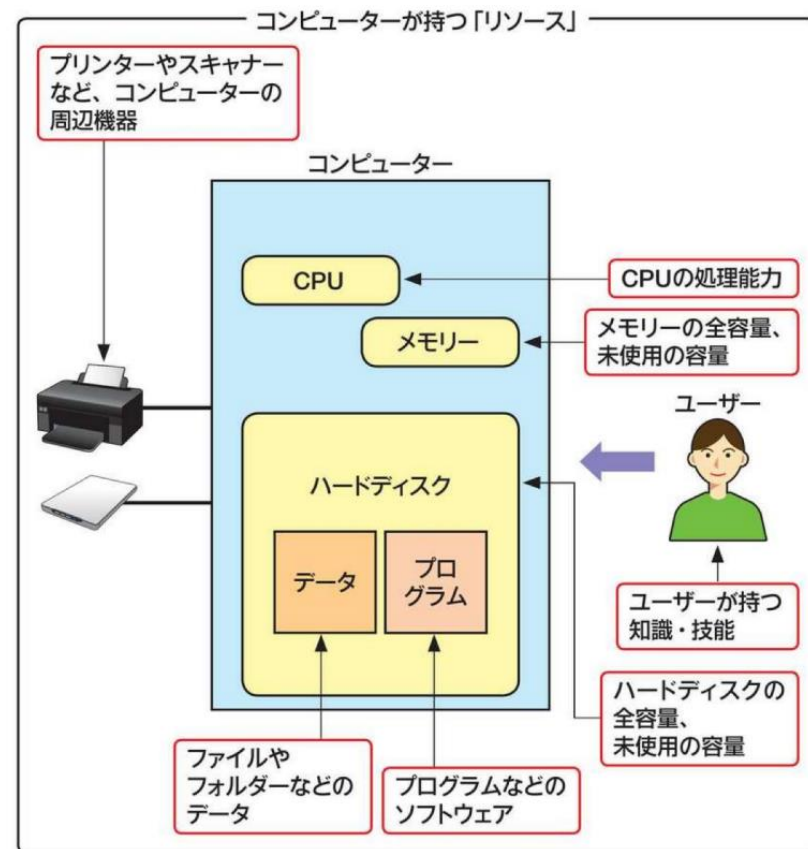 コンピューターが持つ「リソース」
プリンターやスキャナー
など、コンピューターの
周辺機器
コンピューター
CPU
CPUの処理能力
メモリー
メモリーの全容量、
未使用の容量
ユーザー
ハードディスク
データ
プロ
グラム
ユーザーが持つ
知識・技能
ハードディスクの
全容量、
未使用の容量
ファイルや
フォルダーなどの
データ
プログラムなどの
ソフトウェア